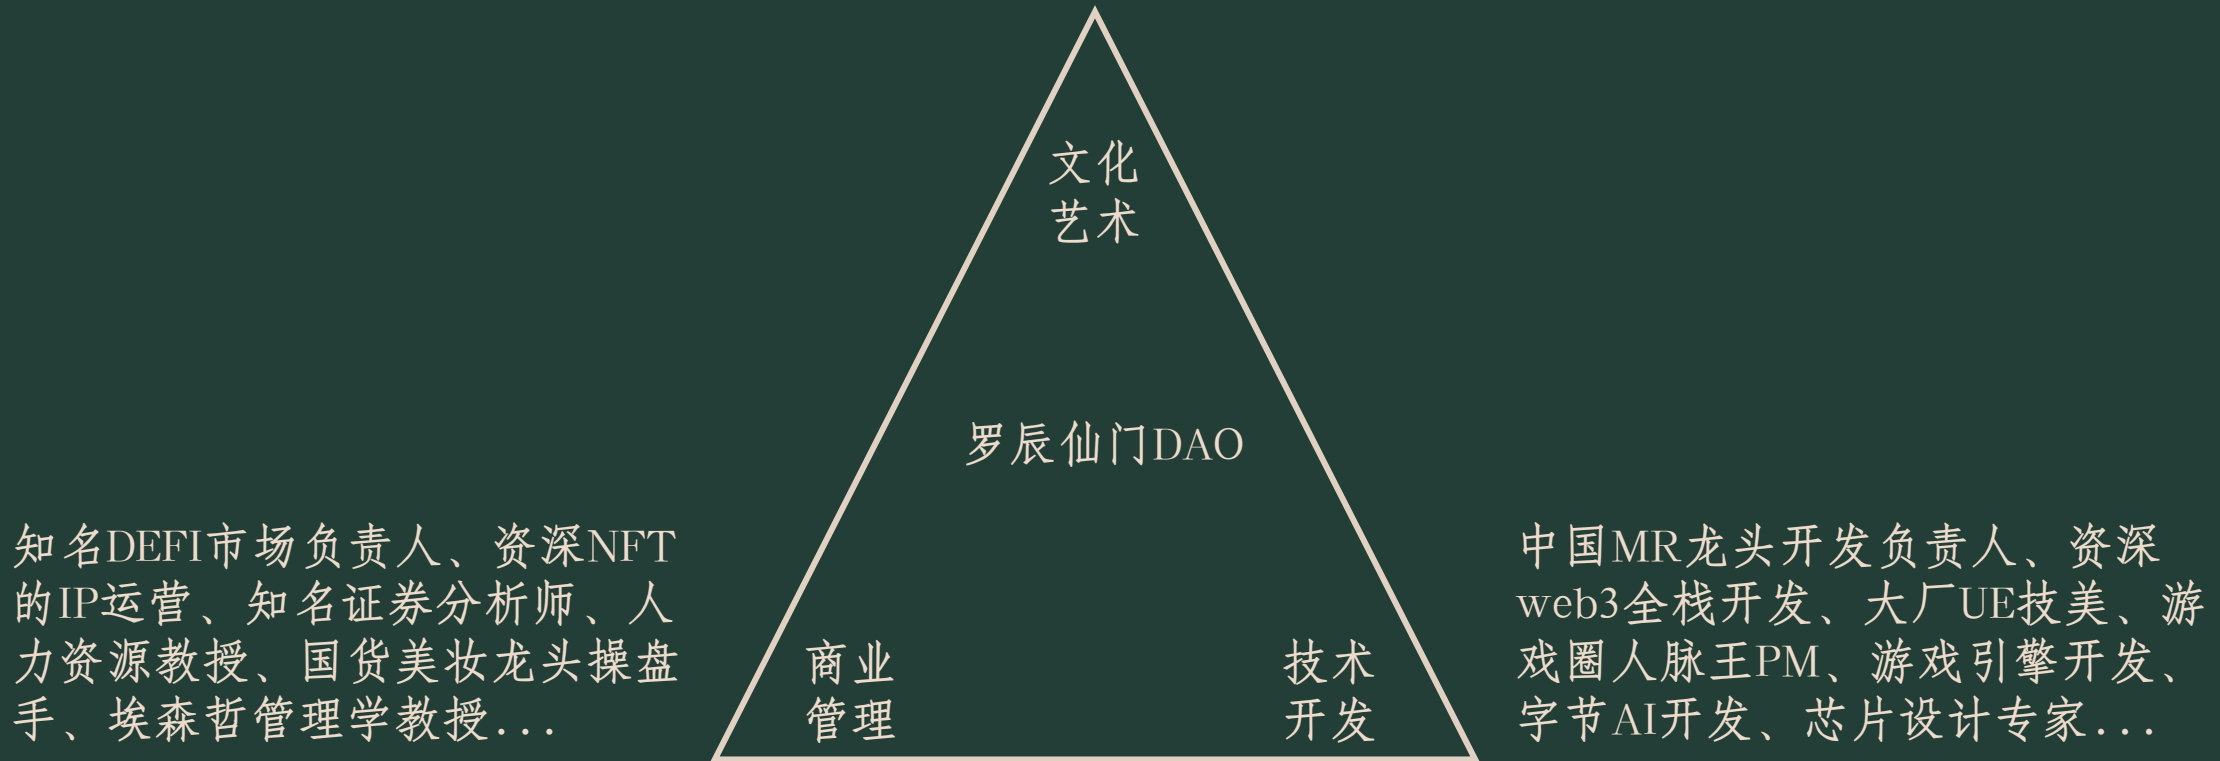 文化
艺术
罗辰仙门DAO
知名DEFI市场负责人、资深NFT
的IP运营、知名证券分析师、人
力资源教授、国货美妆龙头操盘
手、埃森哲管理学教授...
商业
管理
技术
开发
中国MR龙头开发负责人、资深
web3全栈开发、大厂UE技美、游
戏圈人脉王PM、游戏引擎开发、
字节AI开发、芯片设计专家...